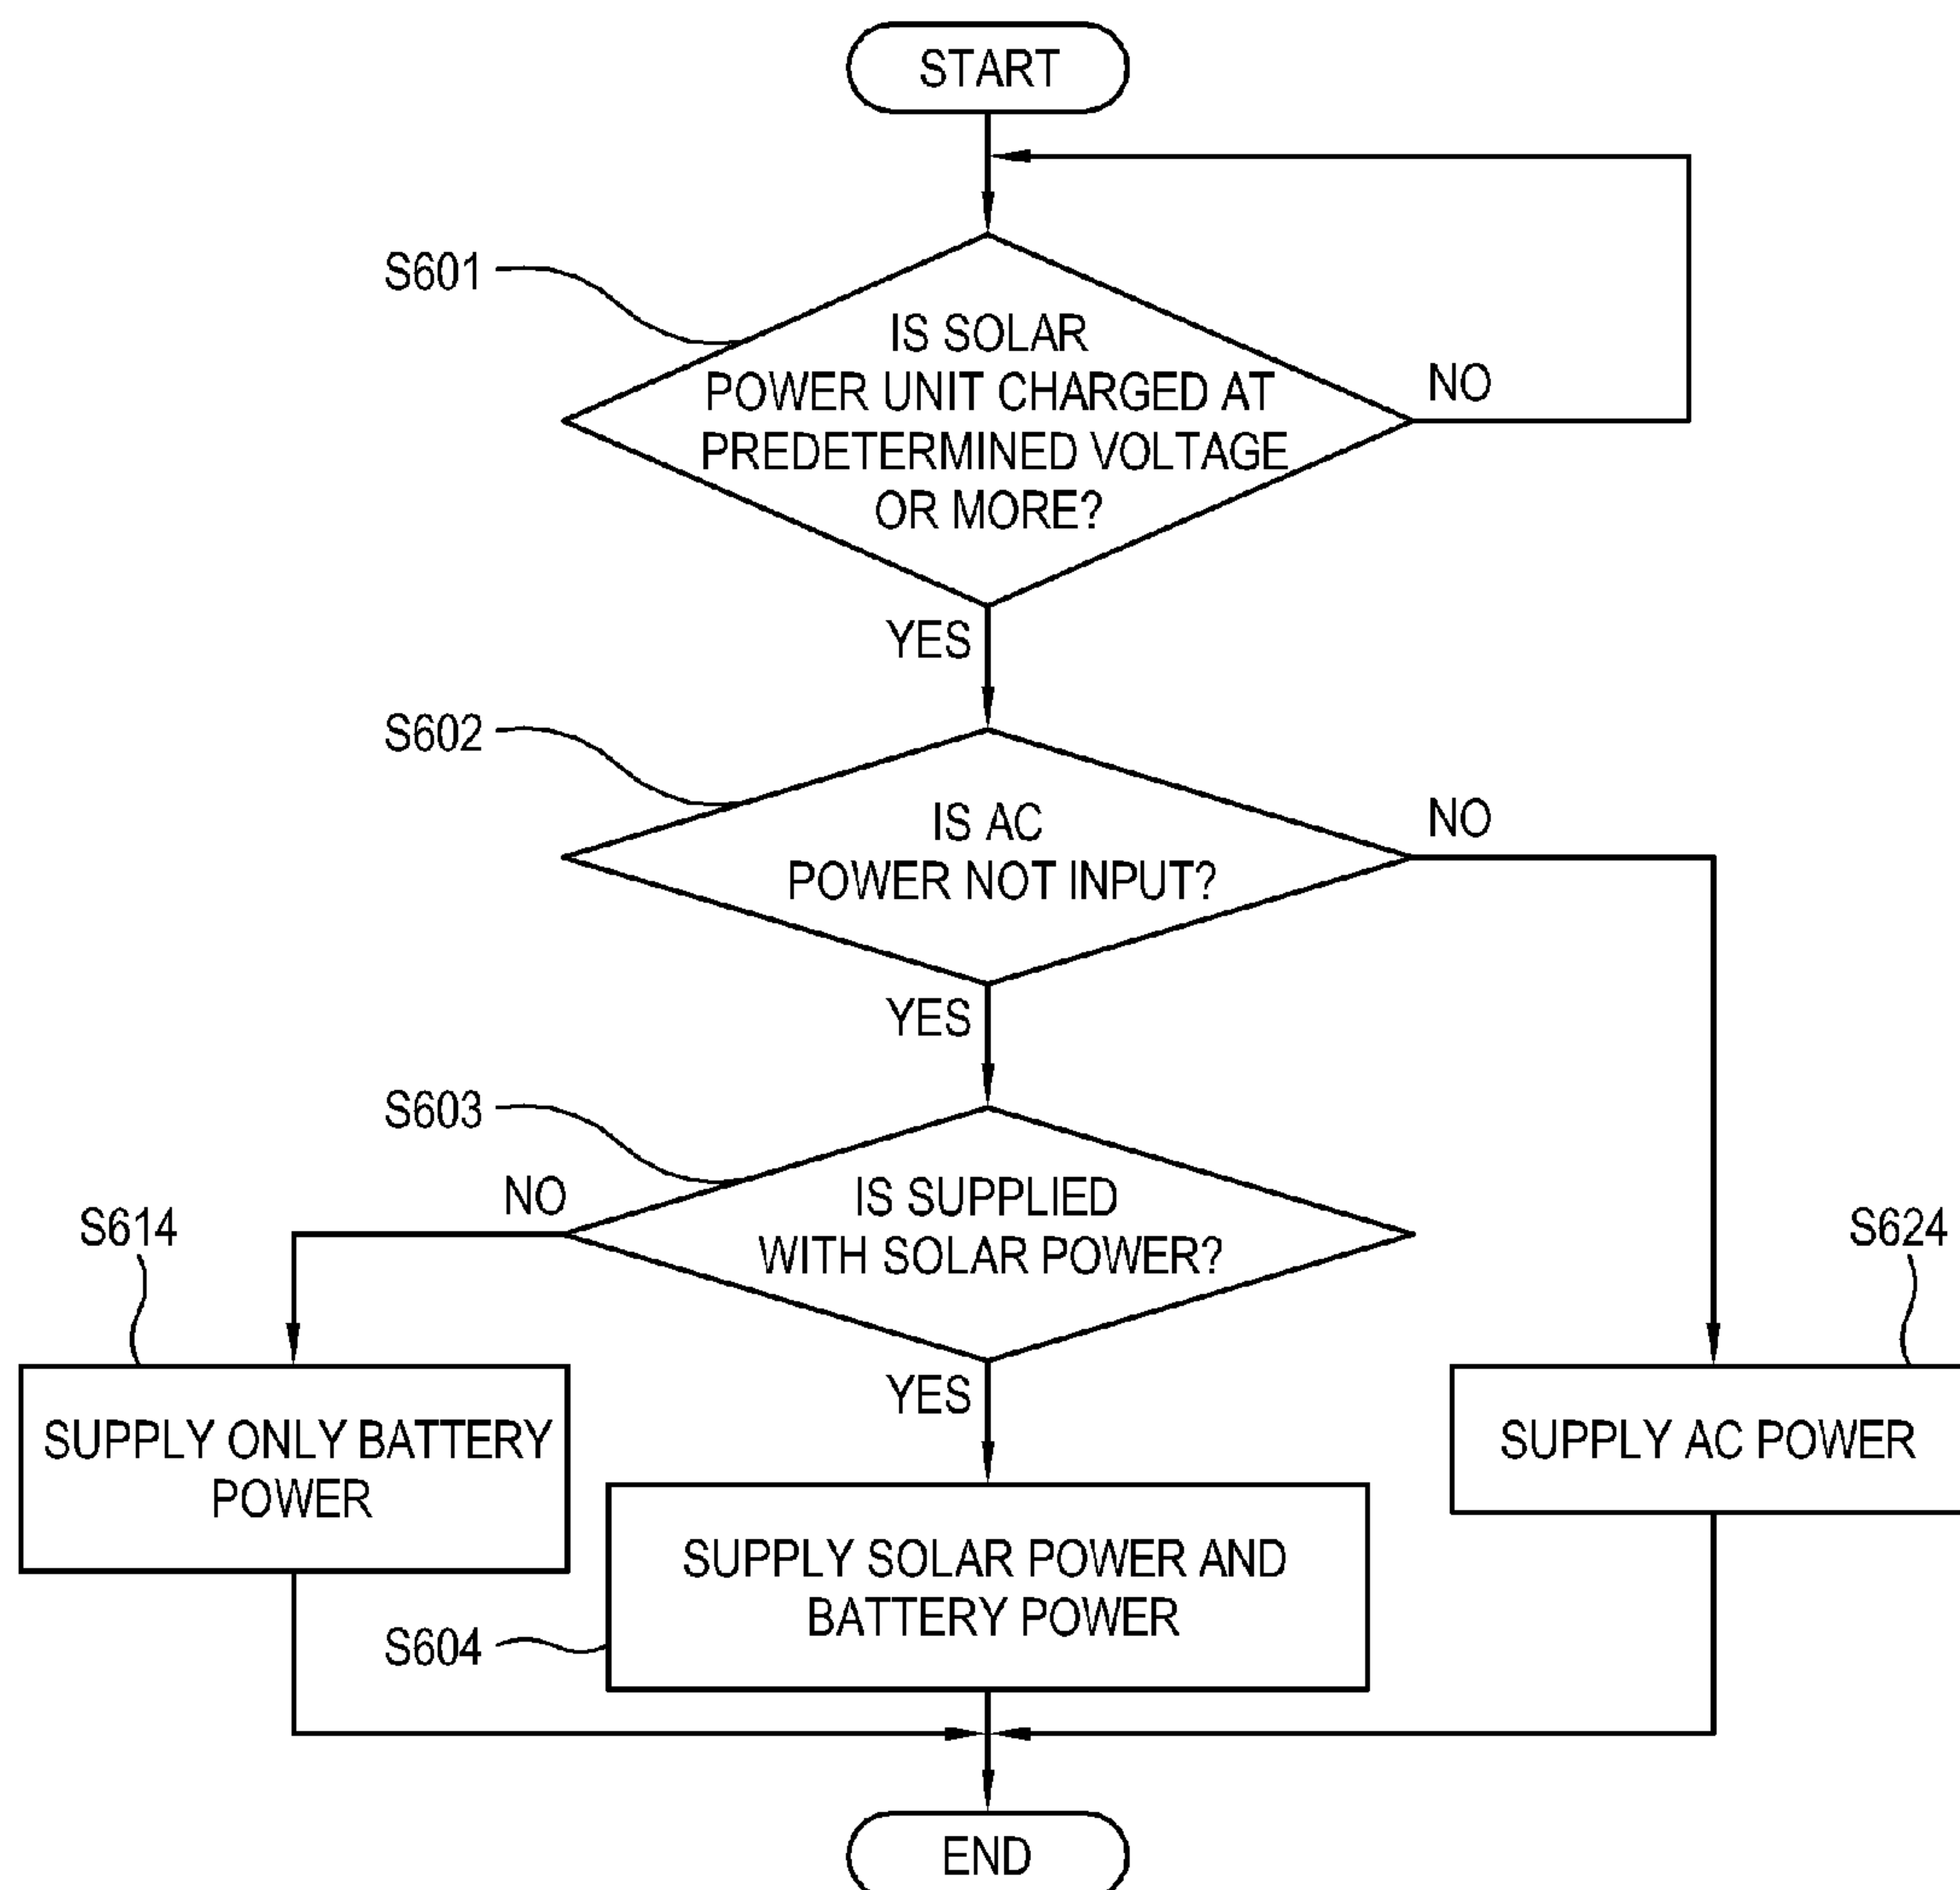 START
S601
IS SOLAR
POWER UNIT CHARGED AT
PREDETERMINED VOLTAGE
OR MORE?
NO
YES
S602
IS AC
POWER NOT INPUT?
NO
YES
S603
IS SUPPLIED
WITH SOLAR POWER?
NO
YES
S614
SUPPLY ONLY BATTERY
POWER
S624
SUPPLY AC POWER
SUPPLY SOLAR POWER AND
BATTERY POWER
S604
END